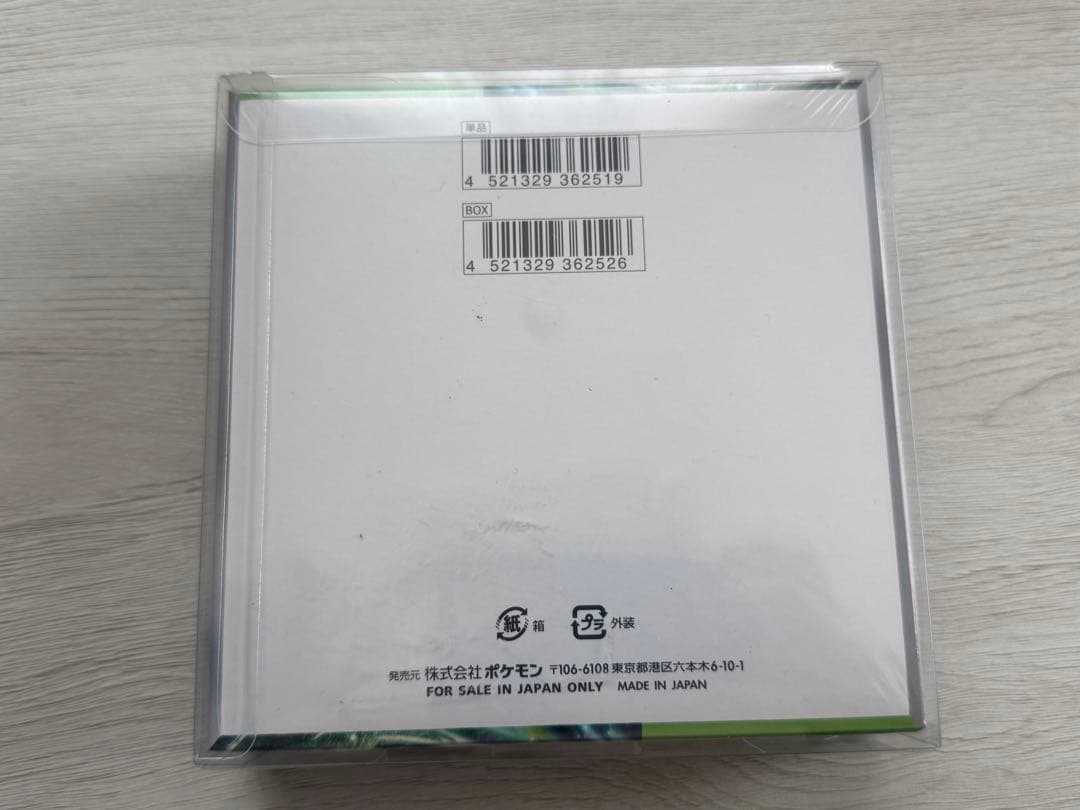 単品
4 521329 362519
BOX
4 521329 362526
紙 箱 プラ 外装
発売元 株式会社ポケモン 〒106-6108 東京都港区六本木6-10-1
FOR SALE IN JAPAN ONLY MADE IN JAPAN